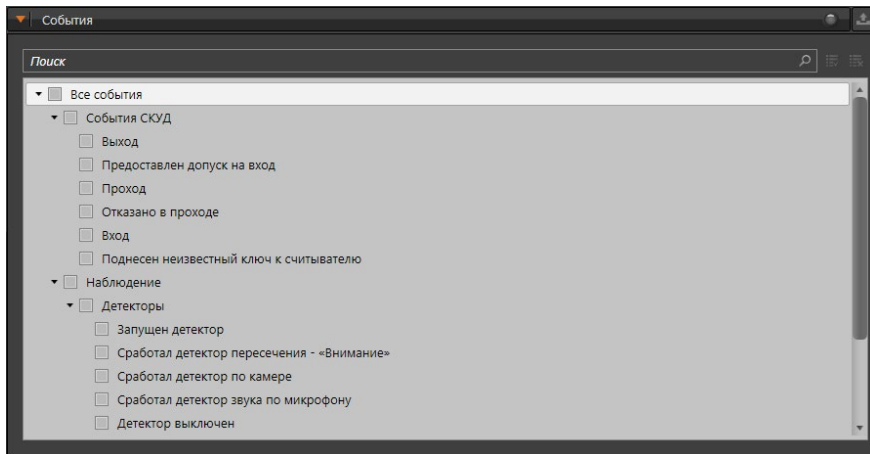 События
Поиск
Все события
События СКУД
Выход
Предоставлен допуск на вход
Проход
Отказано в проходе
Вход
Поднесен неизвестный ключ к считывателю
Наблюдение
Детекторы
Запущен детектор
Сработал детектор пересечения - «Внимание»
Сработал детектор по камере
Сработал детектор звука по микрофону
Детектор выключен